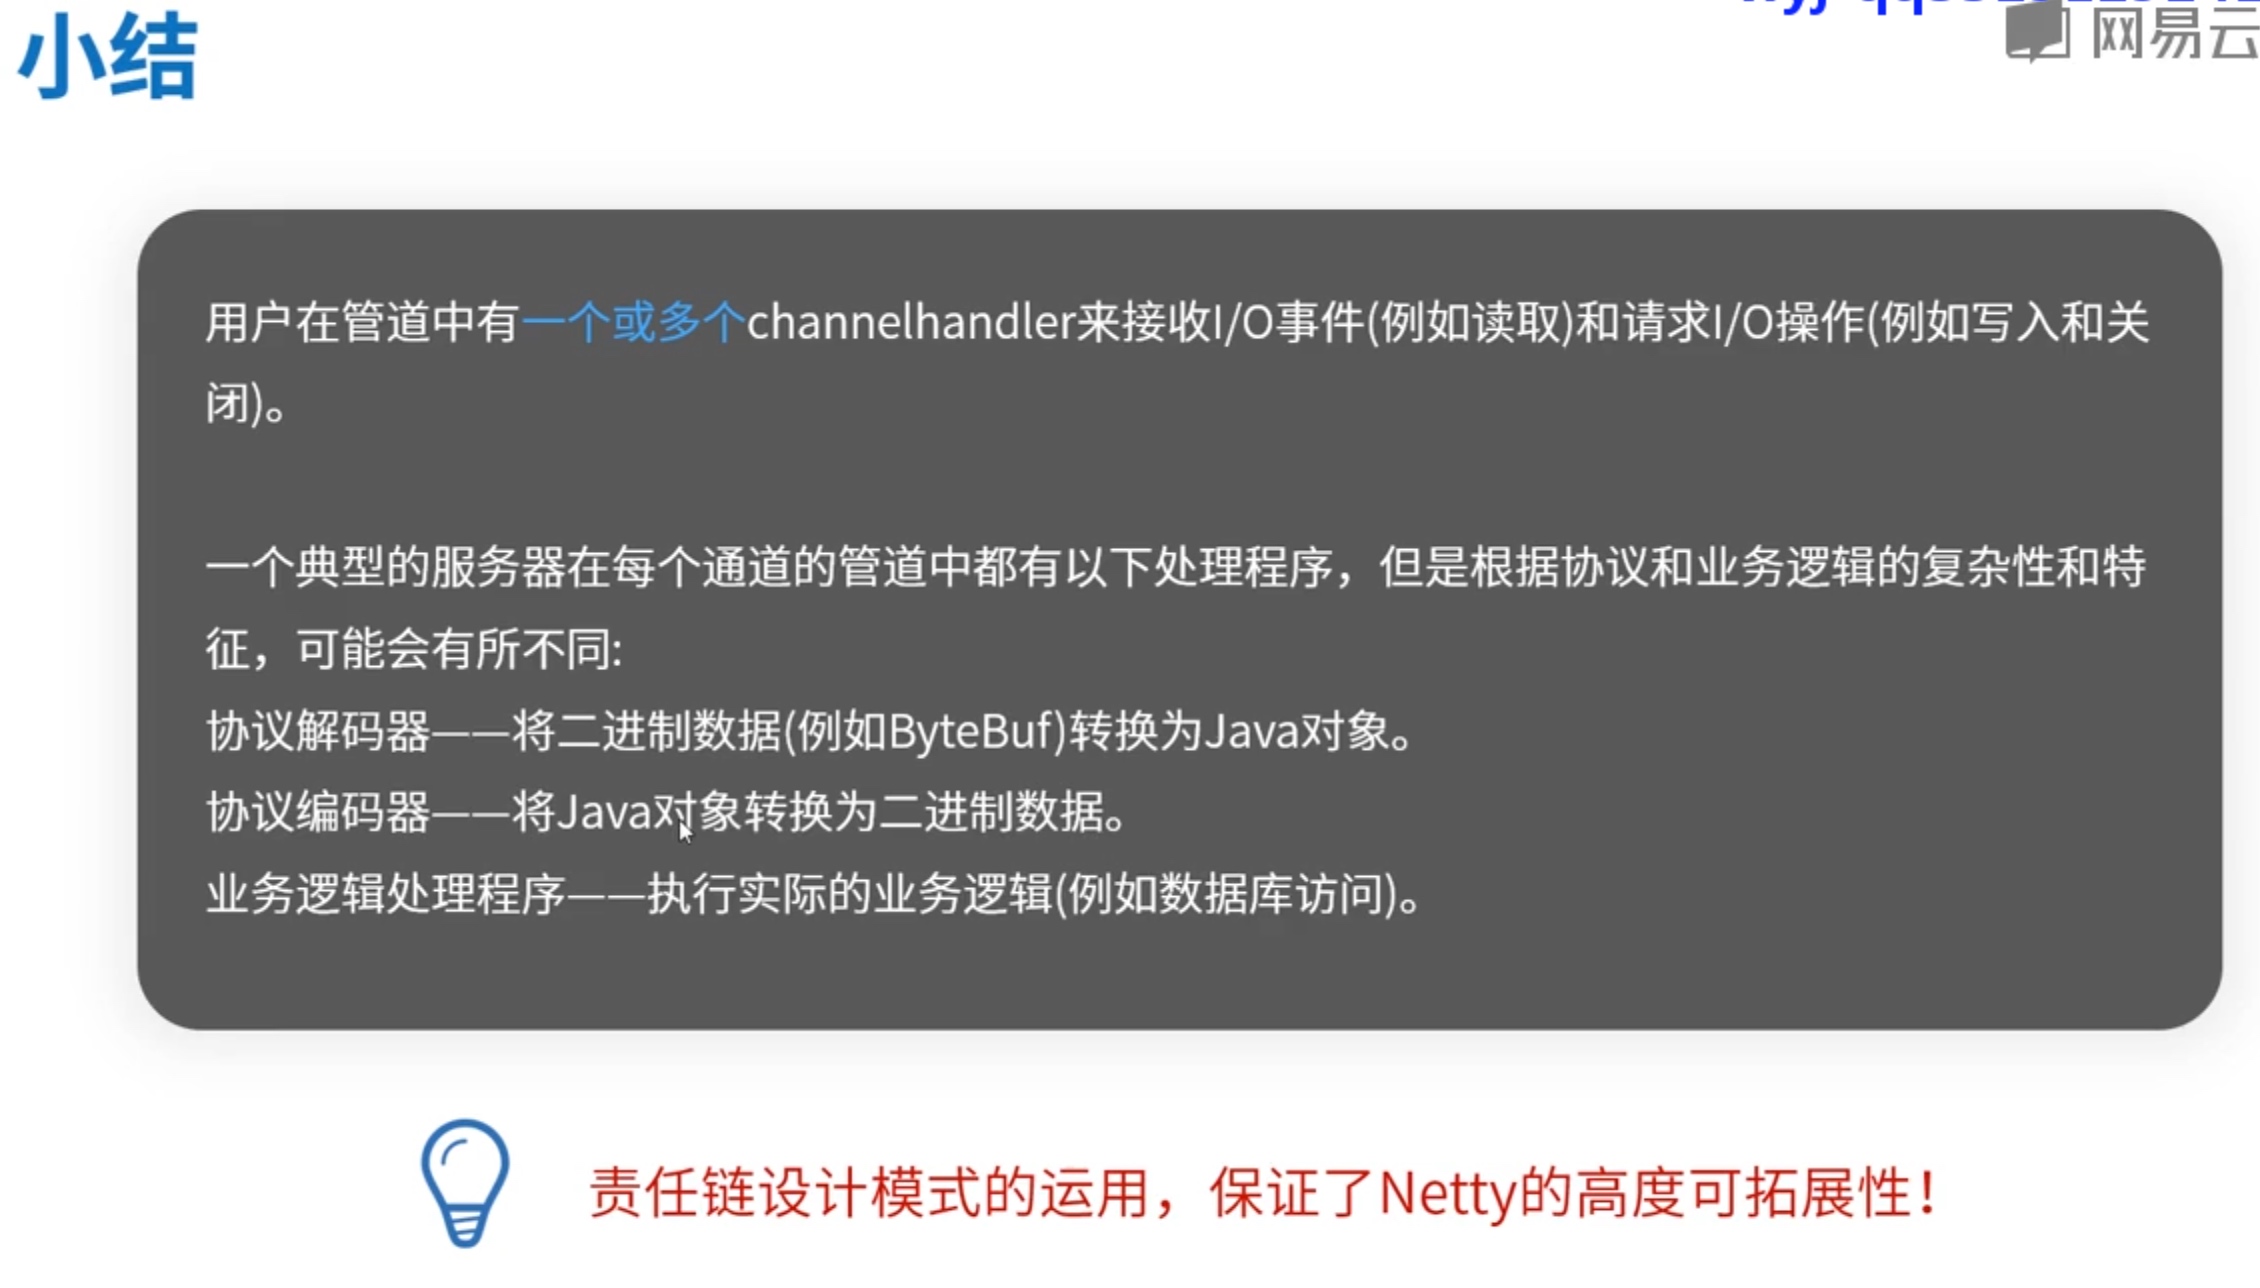 小结
网易云
用户在管道中有一个或多个channelhandler来接收I/O事件(例如读取)和请求I/O操作(例如写入和关
闭)。
一个典型的服务器在每个通道的管道中都有以下处理程序，但是根据协议和业务逻辑的复杂性和特
征，可能会有所不同:
协议解码器——将二进制数据(例如ByteBuf)转换为Java对象。
协议编码器——将Java对象转换为二进制数据。
业务逻辑处理程序——执行实际的业务逻辑(例如数据库访问)。
责任链设计模式的运用，保证了Netty的高度可拓展性！